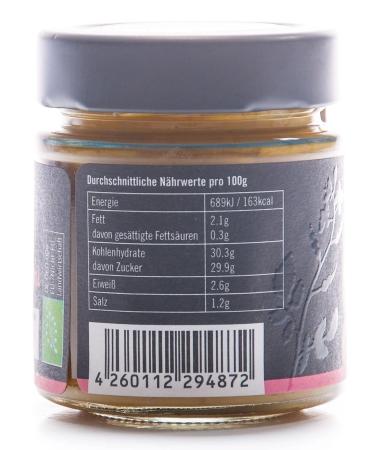 Durchschnittliche Nährwerte pro 100g
Energie 689kJ / 163kcal
Fett 2.1g
davon gesättigte Fettsäuren 0.3g
Kohlenhydrate 30.3g
davon Zucker 29.9g
Eiweiß 2.6g
Salz 1.2g
4 260112 294872
Landwirtschaft